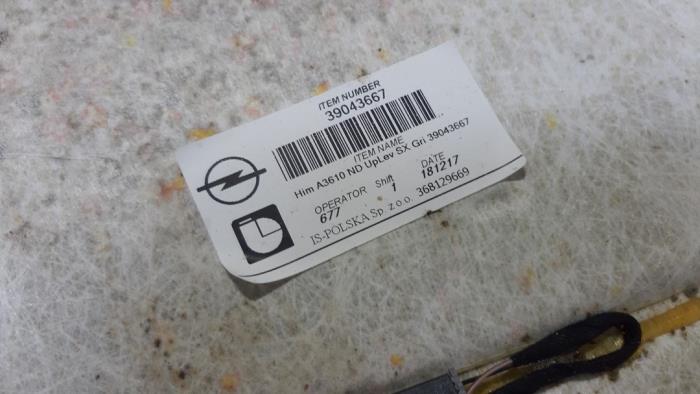 ITEM NUMBER
39043667
ITEM NAME
Him A3610 ND UpLev SX Gri 39043667
OPERATOR Shift DATE
677 1 181217
IS-POLSKA Sp. z o.o. 368129669